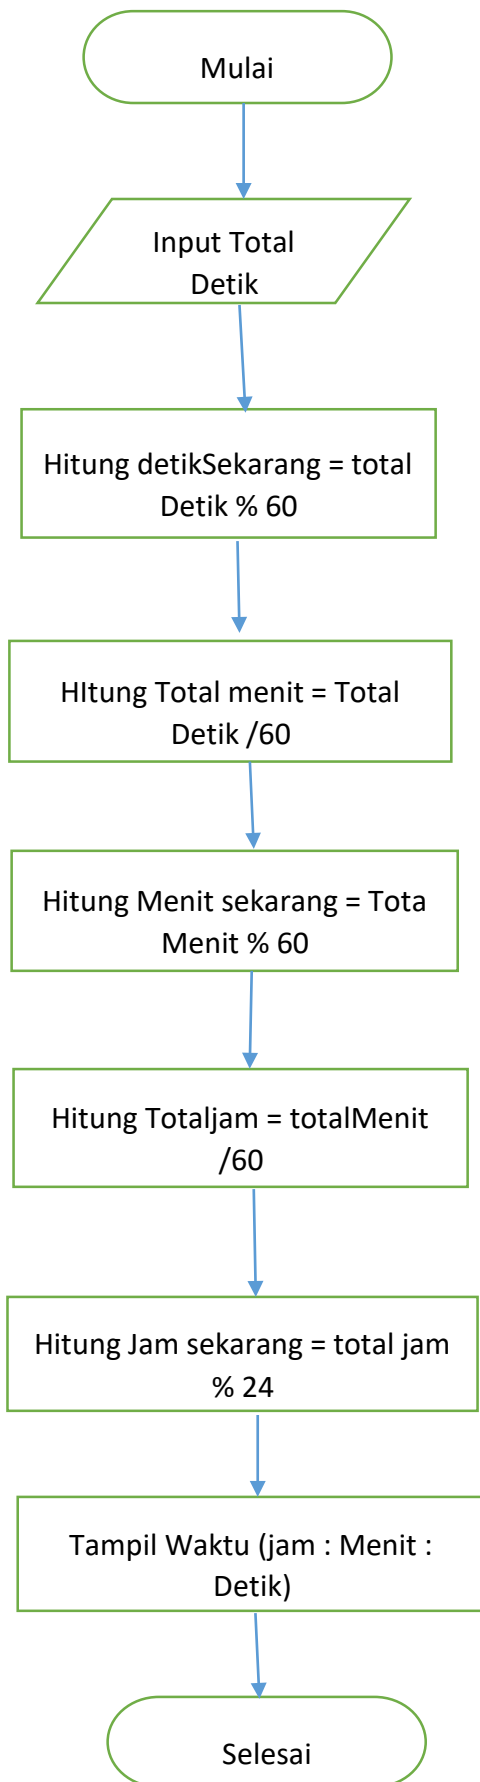 Mulai
Input Total
Detik
Hitung detikSekarang = total
Detik % 60
HItung Total menit = Total
Detik /60
Hitung Menit sekarang = Tota
Menit % 60
Hitung Totaljam = totalMenit
/60
Hitung Jam sekarang = total jam
% 24
Tampil Waktu (jam : Menit :
Detik)
Selesai